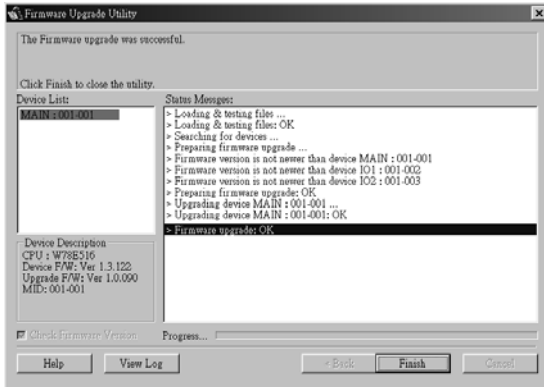 Firmware Upgrade Utility
The Firmware upgrade was successful.
Click Finish to close the utility.
Device List:
MAIN : 001-001
Status Messges:
> Loading & testing files ...
> Loading & testing files: OK
> Searching for devices ...
> Preparing firmware upgrade ...
> Firmware version is not newer than device MAIN : 001-001
> Firmware version is not newer than device IO1 : 001-002
> Firmware version is not newer than device IO2 : 001-003
> Preparing firmware upgrade: OK
> Upgrading device MAIN : 001-001 ...
> Upgrading device MAIN : 001-001: OK
> Firmware upgrade: OK
Device Description
CPU : W78E516
Device F/W: Ver 1.3.122
Upgrade F/W: Ver 1.0.090
MID: 001-001
Check Firmware Version
Progress...
Help
View Log
< Back
Finish
Cancel